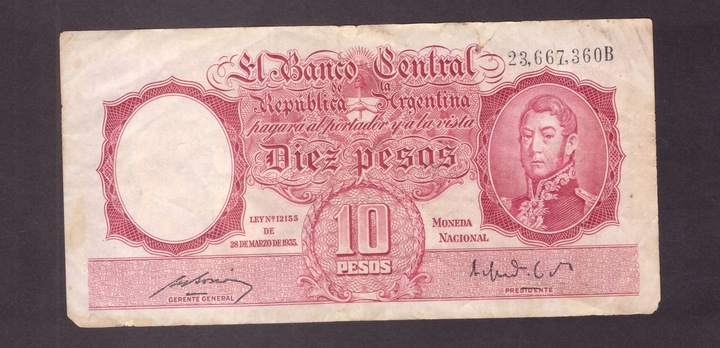 23,667,360B
El Banco Central
de la
República Argentina
pagará al portador y a la vista
Diez pesos
LEY Nº 12155
DE
28 DE MARZO DE 1935.
10
PESOS
MONEDA
NACIONAL
GERENTE GENERAL
PRESIDENTE